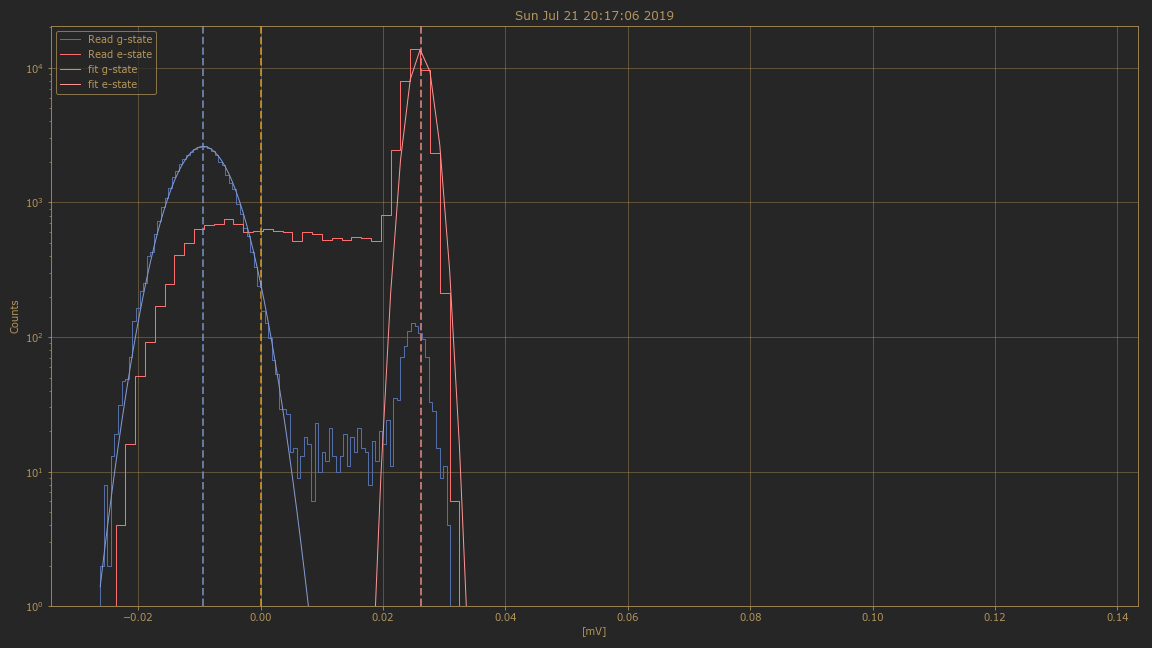 Sun Jul 21 20:17:06 2019
Read g-state
Read e-state
fit g-state
fit e-state
Counts
10⁴
10³
10²
10¹
10⁰
−0.02
0.00
0.02
0.04
0.06
0.08
0.10
0.12
0.14
[mV]